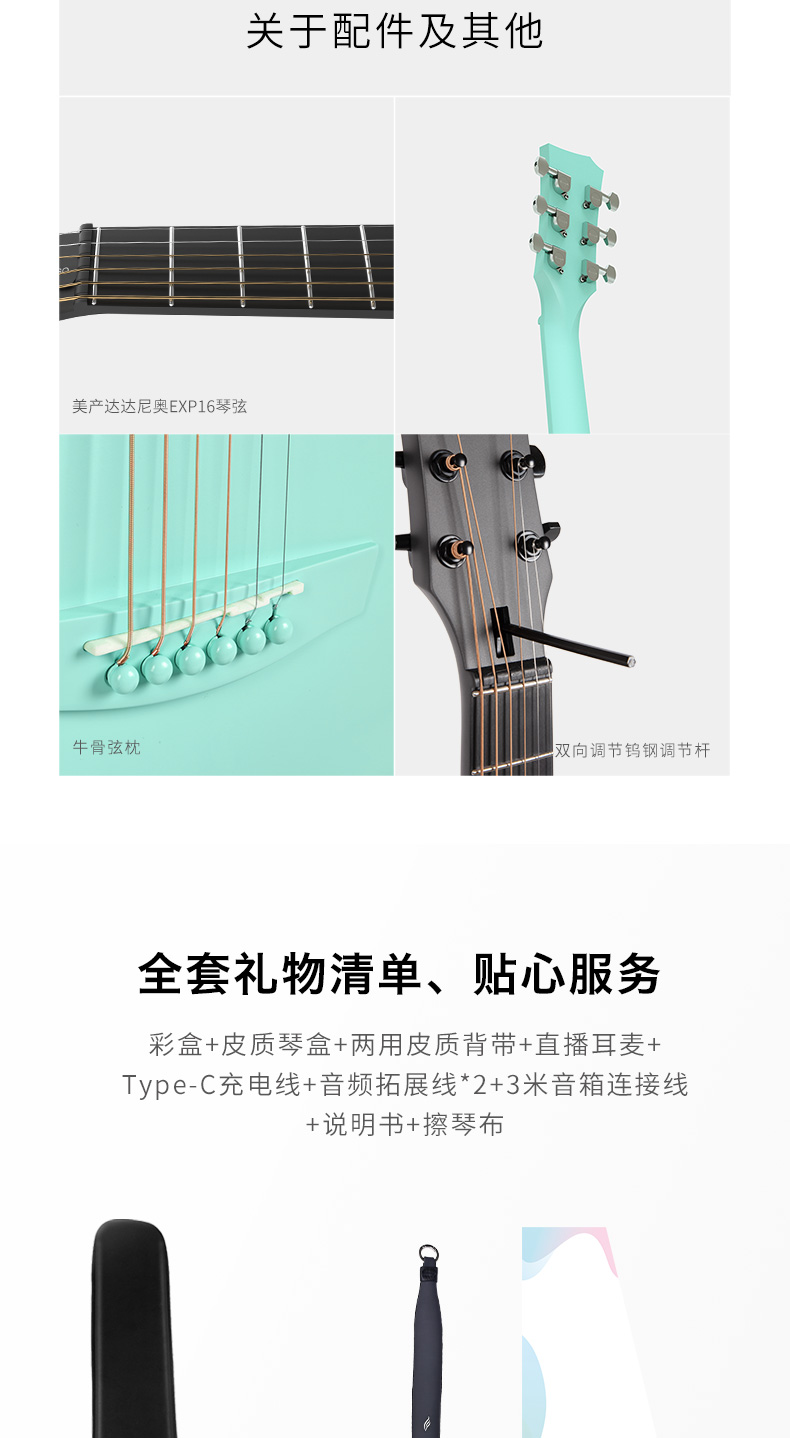 关于配件及其他
美产达达尼奥EXP16琴弦
牛骨弦枕
双向调节钨钢调节杆
全套礼物清单、贴心服务
彩盒+皮质琴盒+两用皮质背带+直播耳麦+
Type-C充电线+音频拓展线*2+3米音箱连接线
+说明书+擦琴布